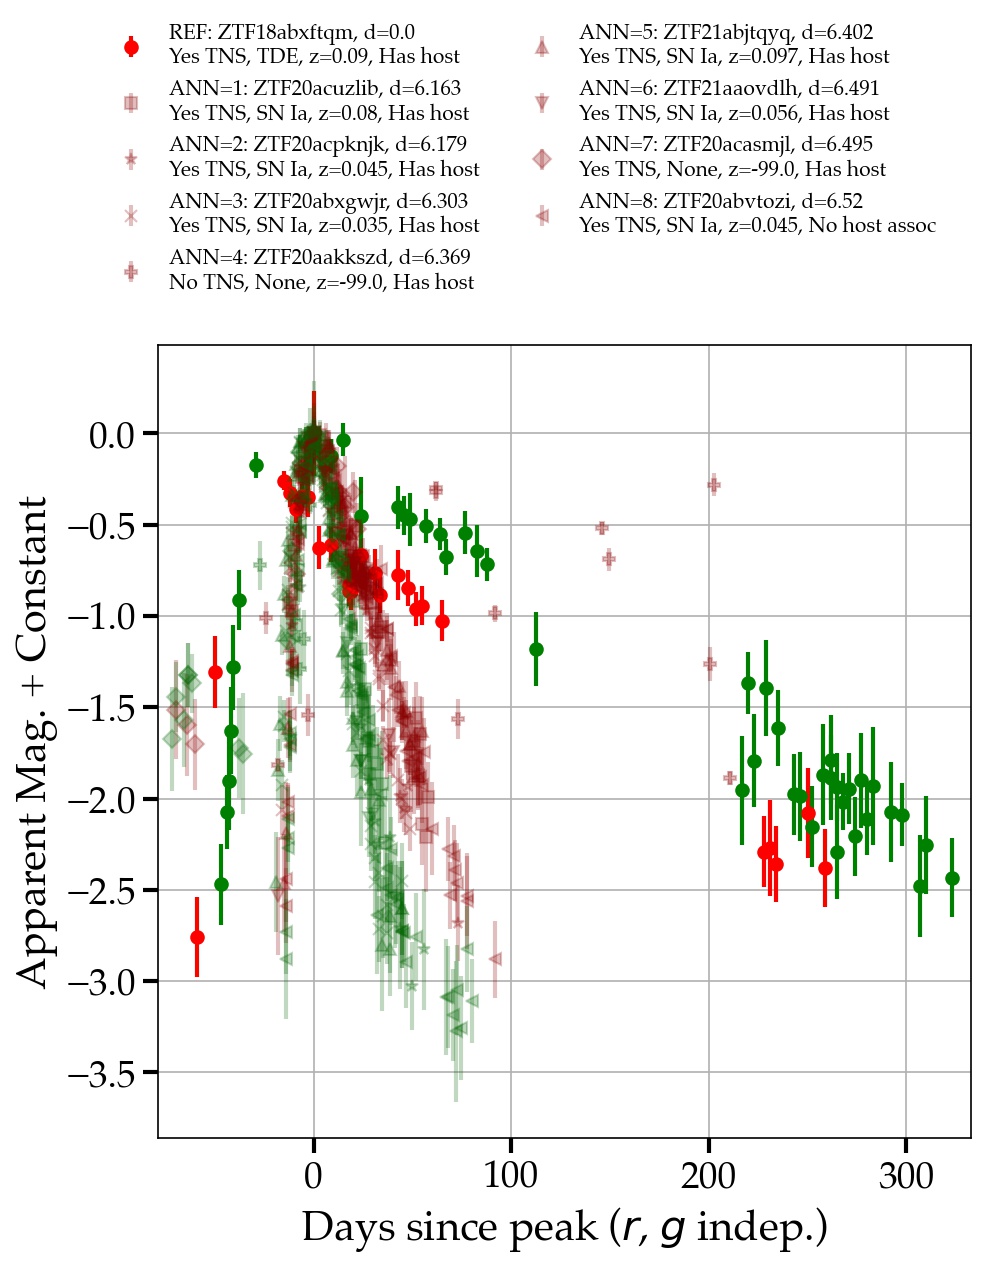 REF: ZTF18abxftqm, d=0.0
Yes TNS, TDE, z=0.09, Has host
ANN=1: ZTF20acuzlib, d=6.163
Yes TNS, SN Ia, z=0.08, Has host
ANN=2: ZTF20acpknjk, d=6.179
Yes TNS, SN Ia, z=0.045, Has host
ANN=3: ZTF20abxgwjr, d=6.303
Yes TNS, SN Ia, z=0.035, Has host
ANN=4: ZTF20aakkszd, d=6.369
No TNS, None, z=-99.0, Has host
ANN=5: ZTF21abjtqyq, d=6.402
Yes TNS, SN Ia, z=0.097, Has host
ANN=6: ZTF21aaovdlh, d=6.491
Yes TNS, SN Ia, z=0.056, Has host
ANN=7: ZTF20acasmjl, d=6.495
Yes TNS, None, z=-99.0, Has host
ANN=8: ZTF20abvtozi, d=6.52
Yes TNS, SN Ia, z=0.045, No host assoc
Apparent Mag. + Constant
0.0
−0.5
−1.0
−1.5
−2.0
−2.5
−3.0
−3.5
0 100 200 300
Days since peak (r, g indep.)